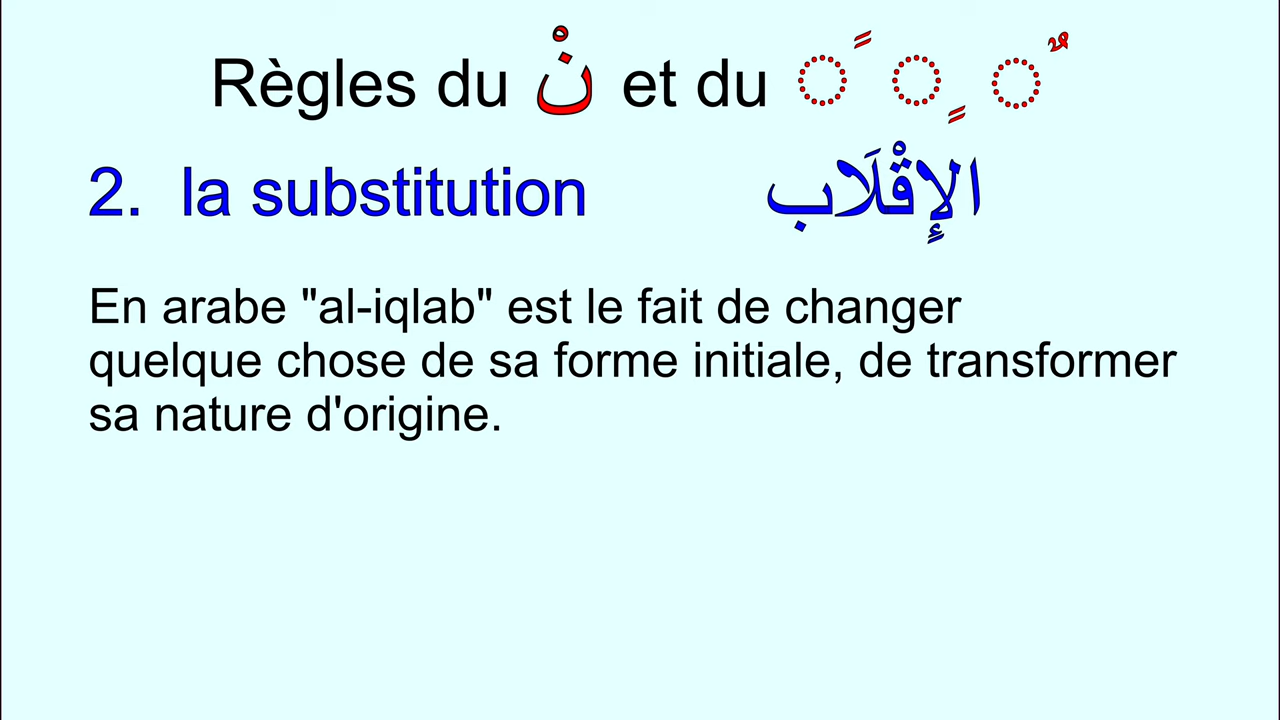 Règles du نْ et du ◌ً ◌ٍ ◌ٌ
2. la substitution الإِقْلَاب
En arabe "al-iqlab" est le fait de changer
quelque chose de sa forme initiale, de transformer
sa nature d'origine.